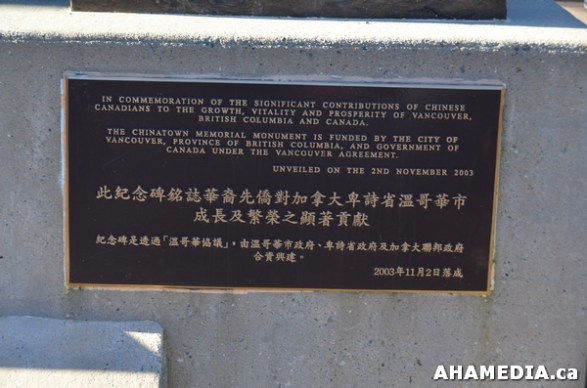 IN COMMEMORATION OF THE SIGNIFICANT CONTRIBUTIONS OF CHINESE
CANADIANS TO THE GROWTH, VITALITY AND PROSPERITY OF VANCOUVER,
BRITISH COLUMBIA AND CANADA.
THE CHINATOWN MEMORIAL MONUMENT IS FUNDED BY THE CITY OF
VANCOUVER, PROVINCE OF BRITISH COLUMBIA, AND GOVERNMENT OF
CANADA UNDER THE VANCOUVER AGREEMENT.
UNVEILED ON THE 2ND NOVEMBER 2003
此紀念碑銘誌華裔先僑對加拿大卑詩省溫哥華市
成長及繁榮之顯著貢獻
紀念碑是透過「溫哥華協議」，由溫哥華市政府、卑詩省政府及加拿大聯邦政府
合資興建。
2003年11月2日落成
AHAMEDIA.ca